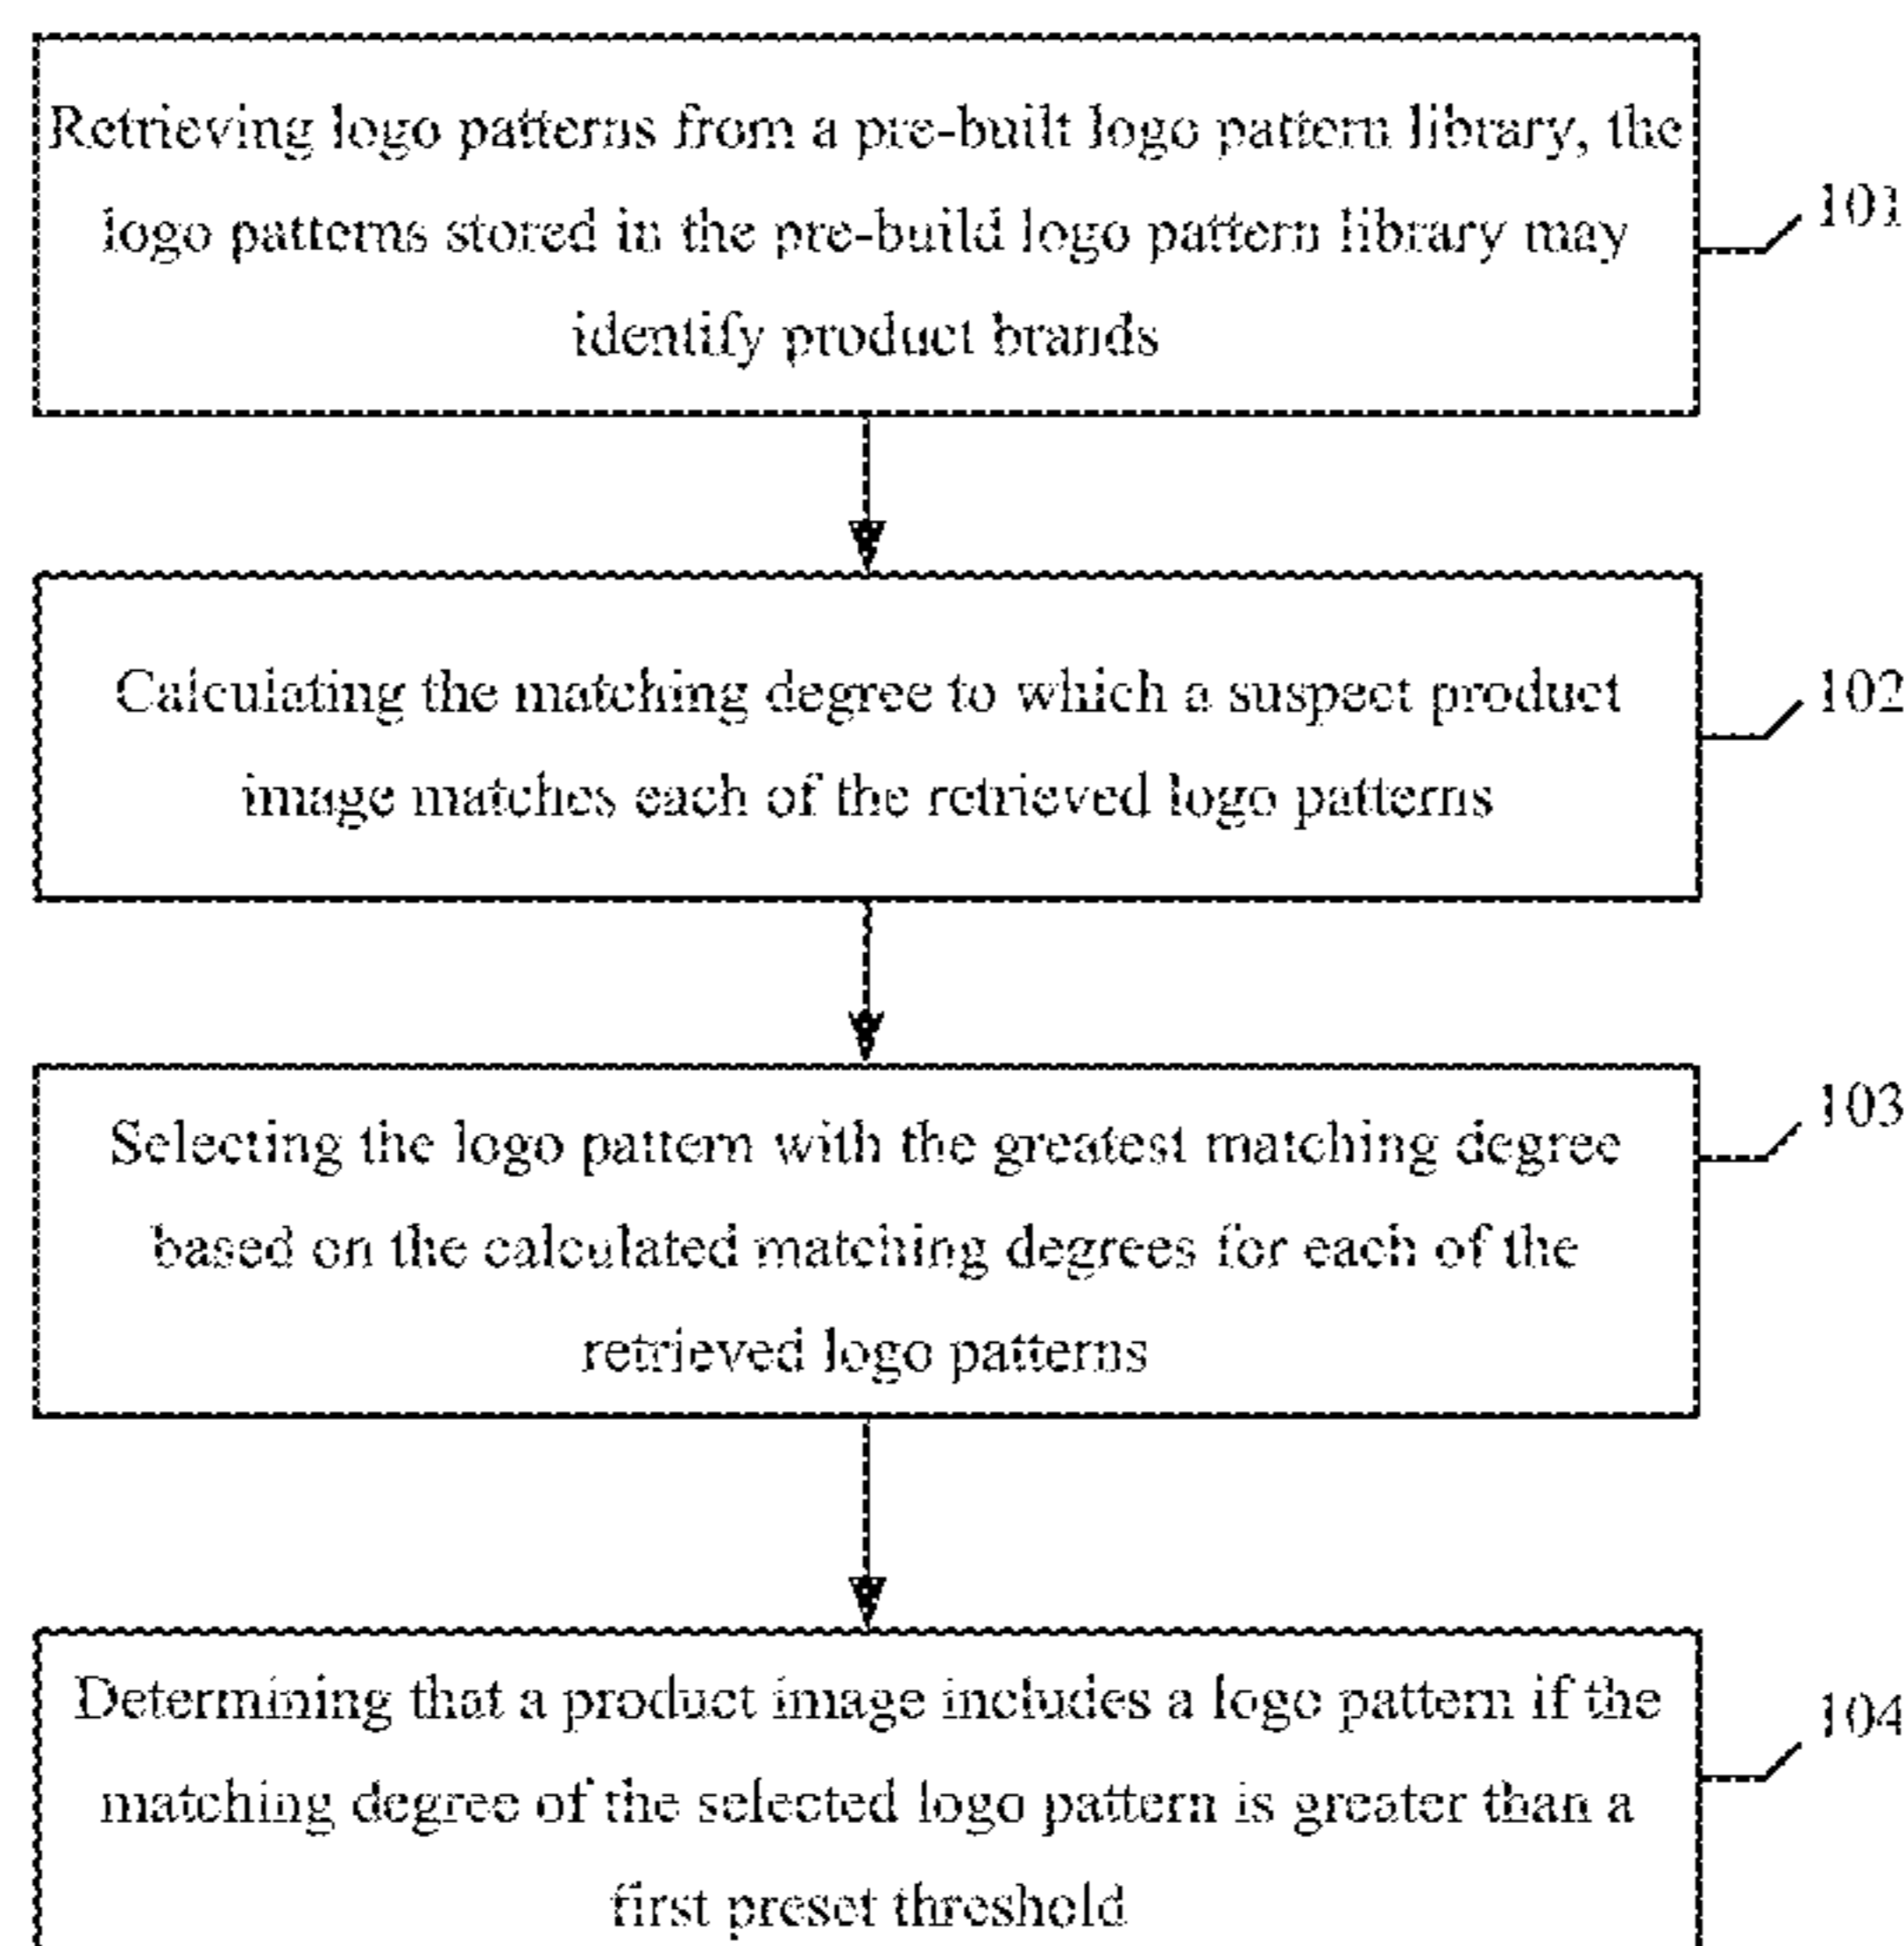 Retrieving logo patterns from a pre-built logo pattern library, the
logo patterns stored in the pre-build logo pattern library may
identify product brands
101
Calculating the matching degree to which a suspect product
image matches each of the retrieved logo patterns
102
Selecting the logo pattern with the greatest matching degree
based on the calculated matching degrees for each of the
retrieved logo patterns
103
Determining that a product image includes a logo pattern if the
matching degree of the selected logo pattern is greater than a
first preset threshold
104